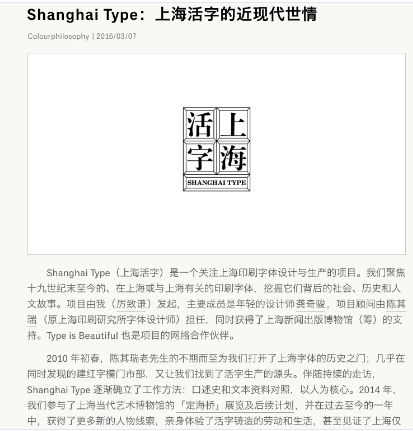 Shanghai Type：上海活字的近现代世情
Colourphilosophy | 2016/03/07
活上
字海
SHANGHAI TYPE
Shanghai Type（上海活字）是一个关注上海印刷字体设计与生产的项目。我们聚焦
十九世纪末至今的、在上海或与上海有关的印刷字体，挖掘它们背后的社会、历史和人
文故事。项目由我（厉致谦）发起，主要成员是年轻的设计师龚奇骏，项目顾问由陈其
瑞（原上海印刷研究所字体设计师）担任，同时获得了上海新闻出版博物馆（筹）的支
持。Type is Beautiful 也是项目的网络合作伙伴。
2010 年初春，陈其瑞老先生的不期而至为我们打开了上海字体的历史之门；几乎在
同时发现的建红字模门市部，又让我们找到了活字生产的源头。伴随持续的走访，
Shanghai Type 逐渐确立了工作方法：口述史和文本资料对照，以人为核心。2014 年，
我们参与了上海当代艺术博物馆的「定海桥」展览及后续计划，并在过去至今的一年
中，获得了更多新的人物线索，亲身体验了活字铸造的劳动和生活，甚至见证了上海仅